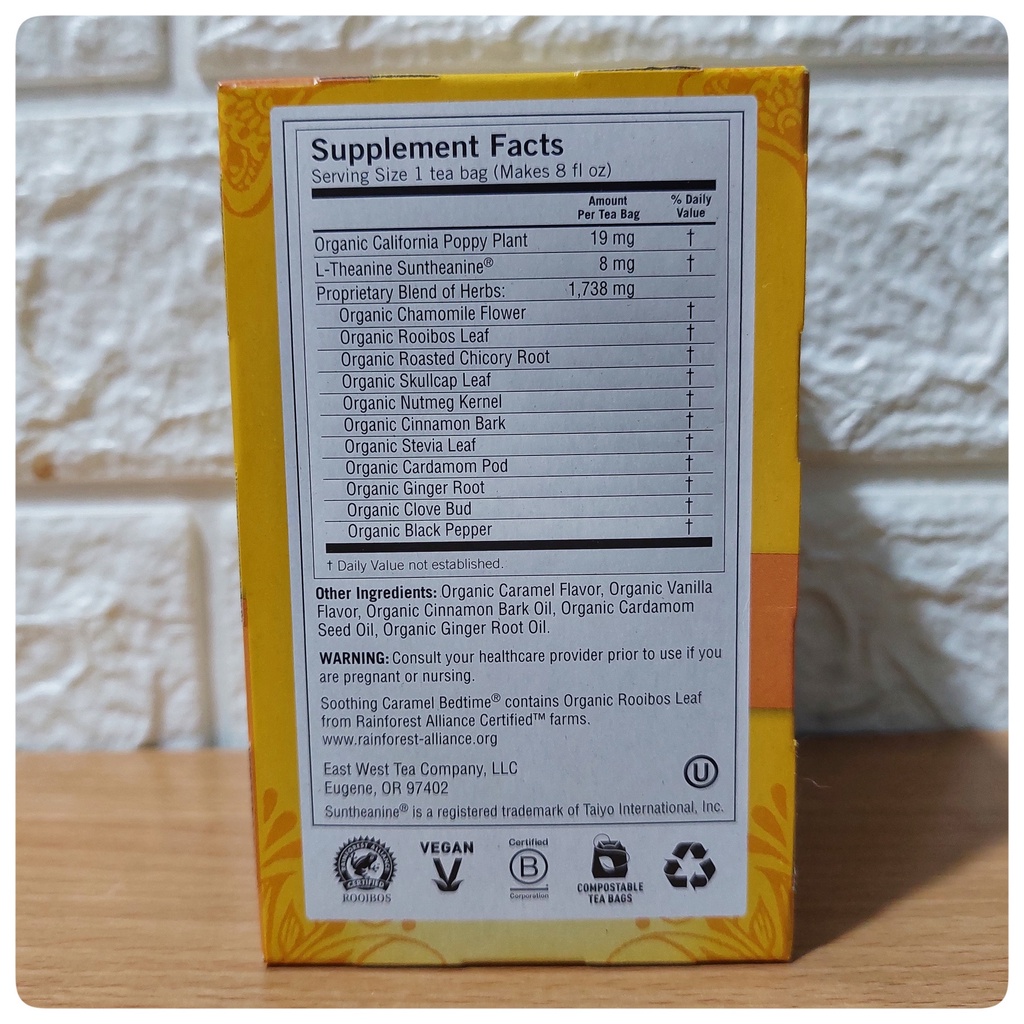 Supplement Facts
Serving Size 1 tea bag (Makes 8 fl oz)
Amount Per Tea Bag
% Daily Value
Organic California Poppy Plant 19 mg †
L-Theanine Suntheanine® 8 mg †
Proprietary Blend of Herbs: 1,738 mg
Organic Chamomile Flower †
Organic Rooibos Leaf †
Organic Roasted Chicory Root †
Organic Skullcap Leaf †
Organic Nutmeg Kernel †
Organic Cinnamon Bark †
Organic Stevia Leaf †
Organic Cardamom Pod †
Organic Ginger Root †
Organic Clove Bud †
Organic Black Pepper †
† Daily Value not established.
Other Ingredients: Organic Caramel Flavor, Organic Vanilla
Flavor, Organic Cinnamon Bark Oil, Organic Cardamom
Seed Oil, Organic Ginger Root Oil.
WARNING: Consult your healthcare provider prior to use if you
are pregnant or nursing.
Soothing Caramel Bedtime® contains Organic Rooibos Leaf
from Rainforest Alliance Certified™ farms.
www.rainforest-alliance.org
East West Tea Company, LLC
Eugene, OR 97402
U
Suntheanine® is a registered trademark of Taiyo International, Inc.
RAINFOREST ALLIANCE
CERTIFIED
ROOIBOS
VEGAN
Certified
B
Corporation
COMPOSTABLE
TEA BAGS